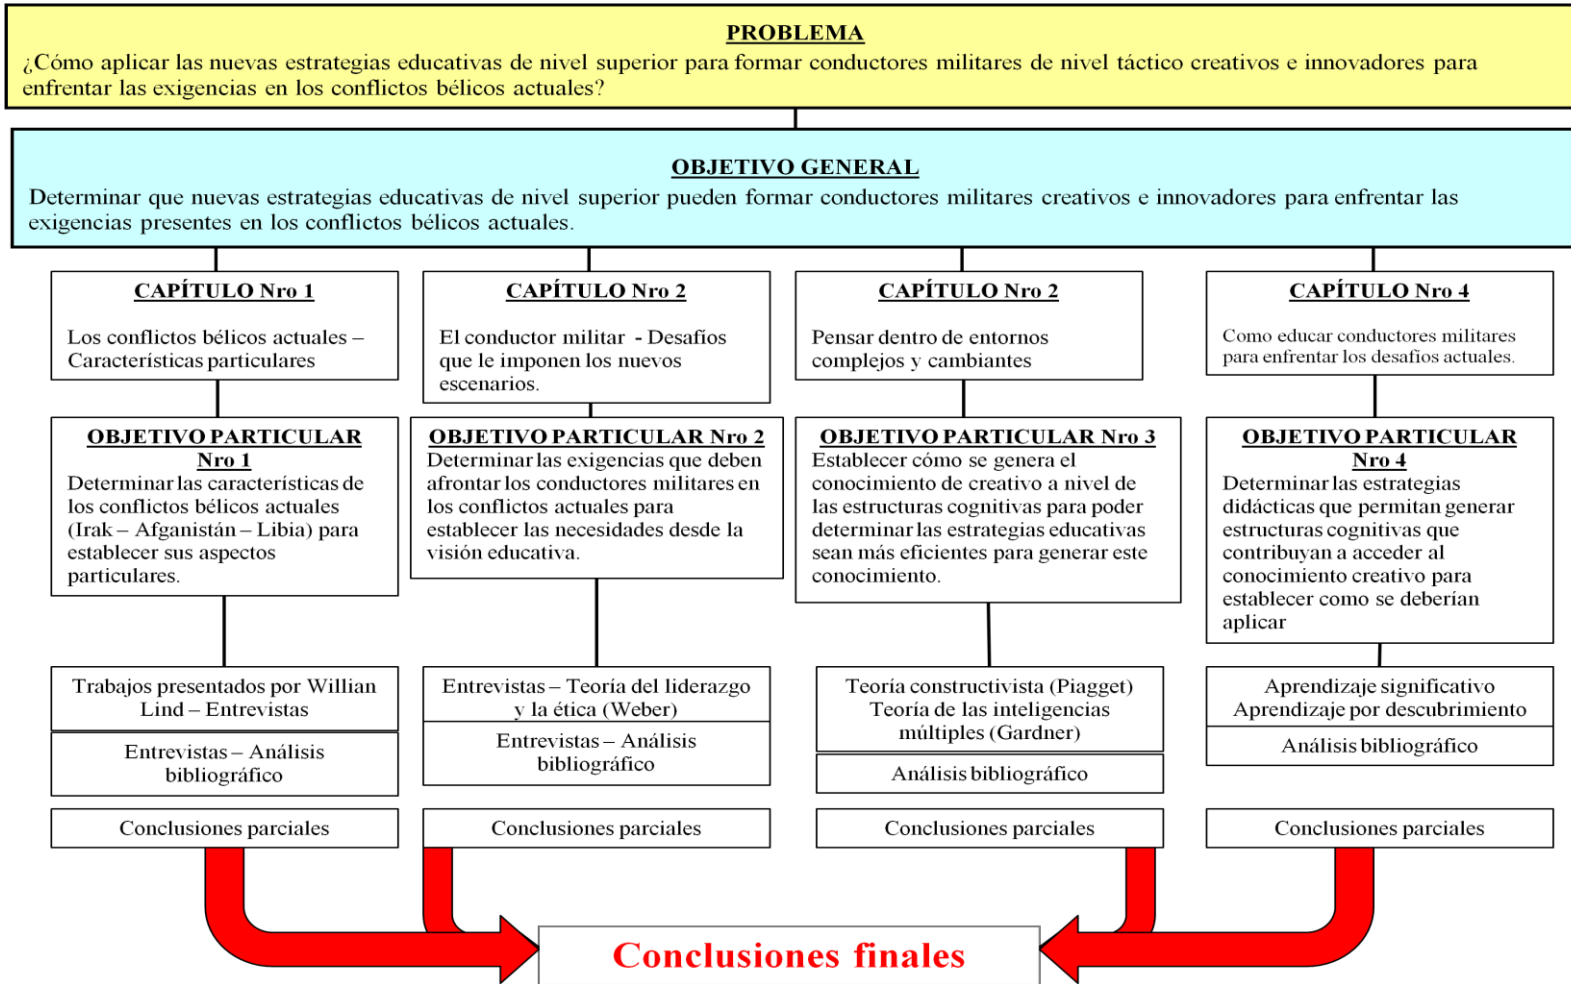 PROBLEMA
¿Cómo aplicar las nuevas estrategias educativas de nivel superior para formar conductores militares de nivel táctico creativos e innovadores para
enfrentar las exigencias en los conflictos bélicos actuales?
OBJETIVO GENERAL
Determinar que nuevas estrategias educativas de nivel superior pueden formar conductores militares creativos e innovadores para enfrentar las
exigencias presentes en los conflictos bélicos actuales.
CAPÍTULO Nro 1
Los conflictos bélicos actuales –
Características particulares
CAPÍTULO Nro 2
El conductor militar - Desafíos
que le imponen los nuevos
escenarios.
CAPÍTULO Nro 2
Pensar dentro de entornos
complejos y cambiantes
CAPÍTULO Nro 4
Como educar conductores militares
para enfrentar los desafíos actuales.
OBJETIVO PARTICULAR
Nro 1
Determinar las características de
los conflictos bélicos actuales
(Irak – Afganistán – Libia) para
establecer sus aspectos
particulares.
OBJETIVO PARTICULAR Nro 2
Determinar las exigencias que deben
afrontar los conductores militares en
los conflictos actuales para
establecer las necesidades desde la
visión educativa.
OBJETIVO PARTICULAR Nro 3
Establecer cómo se genera el
conocimiento de creativo a nivel de
las estructuras cognitivas para poder
determinar las estrategias educativas
sean más eficientes para generar este
conocimiento.
OBJETIVO PARTICULAR
Nro 4
Determinar las estrategias
didácticas que permitan generar
estructuras cognitivas que
contribuyan a acceder al
conocimiento creativo para
establecer como se deberían
aplicar
Trabajos presentados por Willian
Lind – Entrevistas
Entrevistas – Análisis
bibliográfico
Entrevistas – Teoría del liderazgo
y la ética (Weber)
Entrevistas – Análisis
bibliográfico
Teoría constructivista (Piagget)
Teoría de las inteligencias
múltiples (Gardner)
Análisis bibliográfico
Aprendizaje significativo
Aprendizaje por descubrimiento
Análisis bibliográfico
Conclusiones parciales
Conclusiones parciales
Conclusiones parciales
Conclusiones parciales
Conclusiones finales